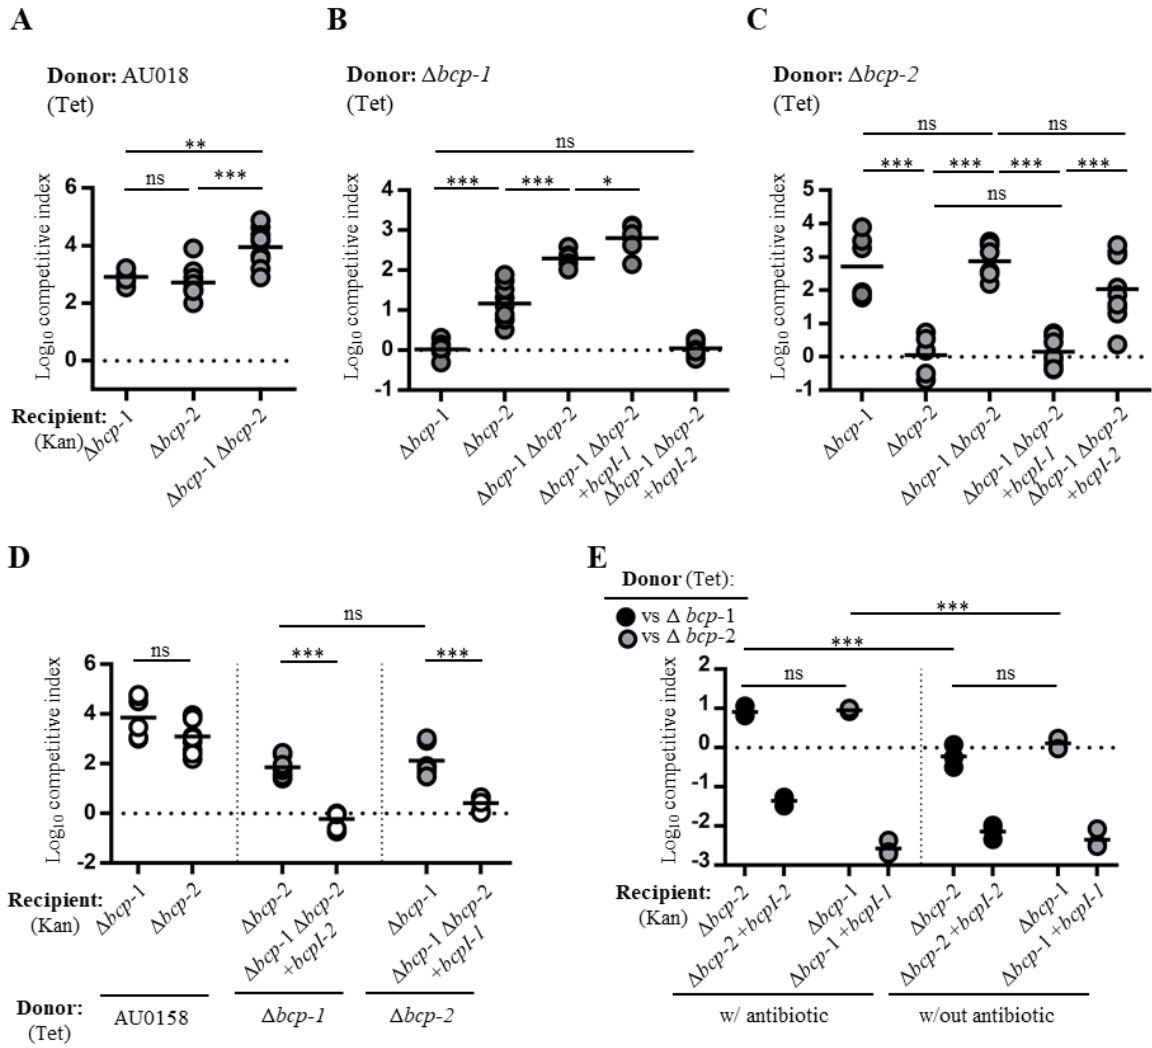 A
Donor: AU018
(Tet)
**
ns
***
Log₁₀ competitive index
6
4
2
0
Recipient:
(Kan)
Δbcp-1
Δbcp-2
Δbcp-1 Δbcp-2
B
Donor: Δbcp-1
(Tet)
ns
***
***
*
Log₁₀ competitive index
4
3
2
1
0
-1
Δbcp-1
Δbcp-2
Δbcp-1 Δbcp-2
Δbcp-1 Δbcp-2
+bcpI-1
Δbcp-1 Δbcp-2
+bcpI-2
C
Donor: Δbcp-2
(Tet)
ns
ns
***
***
***
***
ns
Log₁₀ competitive index
5
4
3
2
1
0
-1
Δbcp-1
Δbcp-2
Δbcp-1 Δbcp-2
Δbcp-1 Δbcp-2
+bcpI-1
Δbcp-1 Δbcp-2
+bcpI-2
D
ns
ns
***
***
Log₁₀ competitive index
6
4
2
0
-2
Recipient:
(Kan)
Δbcp-1
Δbcp-2
Δbcp-2
Δbcp-1 Δbcp-2
+bcpI-2
Δbcp-1
Δbcp-1 Δbcp-2
+bcpI-1
Donor:
(Tet)
AU0158
Δbcp-1
Δbcp-2
E
Donor (Tet):
vs Δ bcp-1
vs Δ bcp-2
***
***
ns
ns
Log₁₀ competitive index
2
1
0
-1
-2
-3
Recipient:
(Kan)
Δbcp-2
Δbcp-2 +bcpI-2
Δbcp-1
Δbcp-1 +bcpI-1
Δbcp-2
Δbcp-2 +bcpI-2
Δbcp-1
Δbcp-1 +bcpI-1
w/ antibiotic
w/out antibiotic